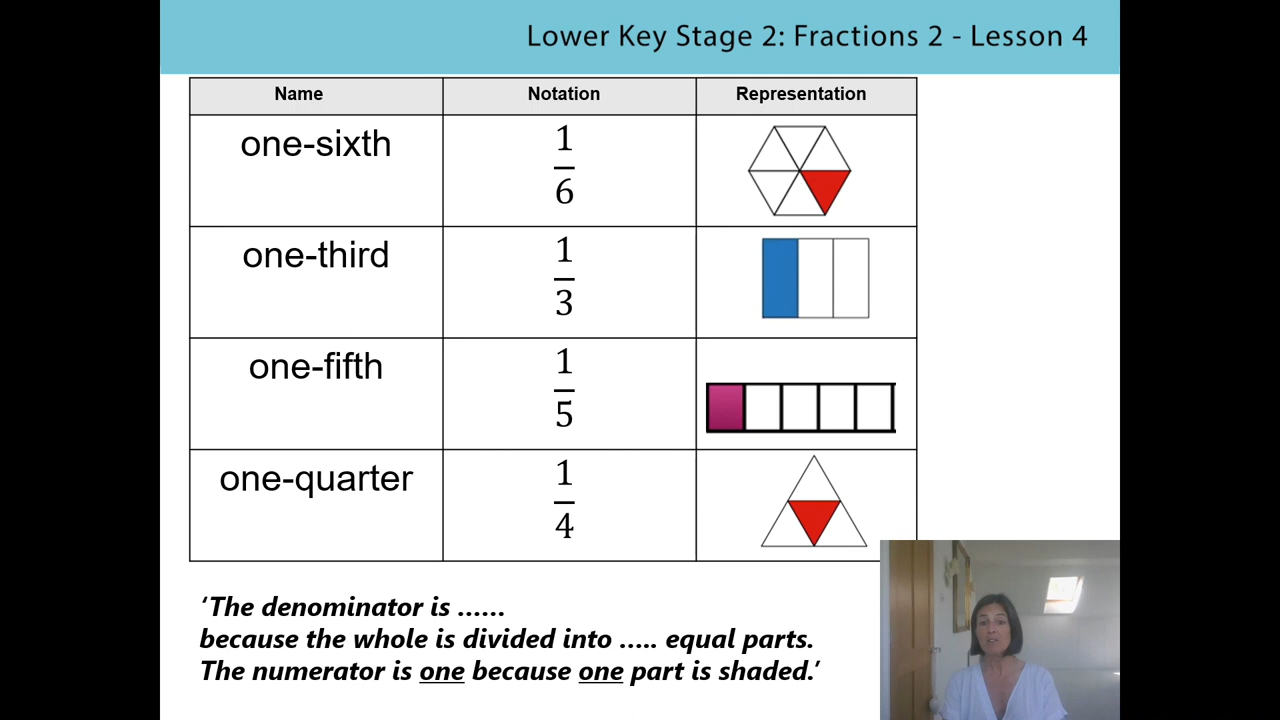 Lower Key Stage 2: Fractions 2 - Lesson 4
Name Notation Representation
one-sixth 1/6
one-third 1/3
one-fifth 1/5
one-quarter 1/4
‘The denominator is ......
because the whole is divided into ..... equal parts.
The numerator is one because one part is shaded.’